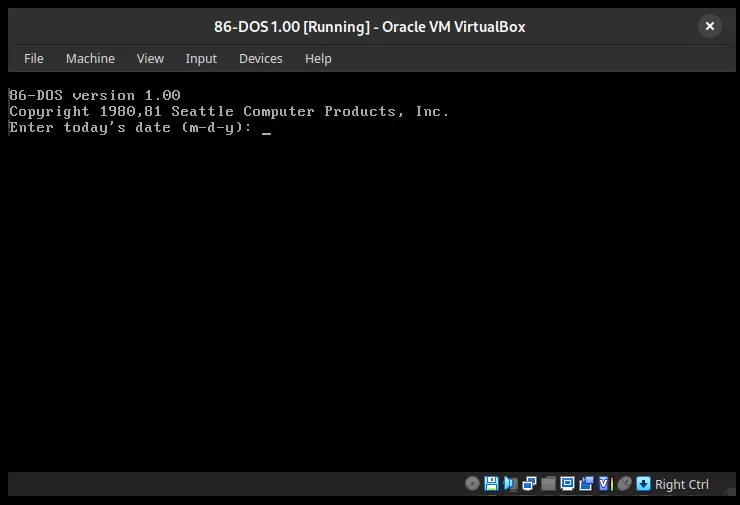 86-DOS 1.00 [Running] - Oracle VM VirtualBox
File Machine View Input Devices Help
86-DOS version 1.00
Copyright 1980,81 Seattle Computer Products, Inc.
Enter today's date (m-d-y): _
Right Ctrl